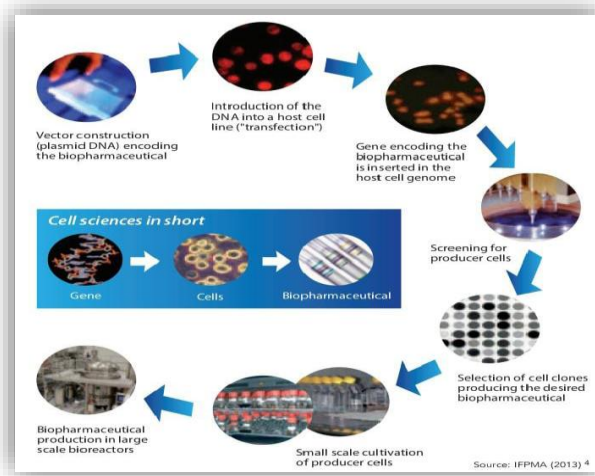 Vector construction
(plasmid DNA) encoding
the biopharmaceutical
Introduction of the
DNA into a host cell
line ("transfection")
Gene encoding the
biopharmaceutical
is inserted in the
host cell genome
Screening for
producer cells
Selection of cell clones
producing the desired
biopharmaceutical
Small scale cultivation
of producer cells
Biopharmaceutical
production in large
scale bioreactors
Cell sciences in short
Gene
Cells
Biopharmaceutical
Source: IFPMA (2013) 4